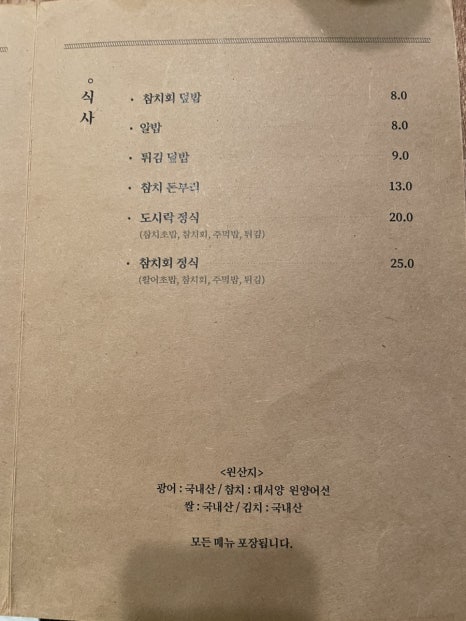 식사
• 참치회 덮밥 8.0
• 알밥 8.0
• 튀김 덮밥 9.0
• 참치 돈부리 13.0
• 도시락 정식 20.0
(참치초밥, 참치회, 주먹밥, 튀김)
• 참치회 정식 25.0
(활어초밥, 참치회, 주먹밥, 튀김)
<원산지>
광어 : 국내산 / 참치 : 대서양 원양어선
쌀 : 국내산 / 김치 : 국내산
모든 메뉴 포장됩니다.